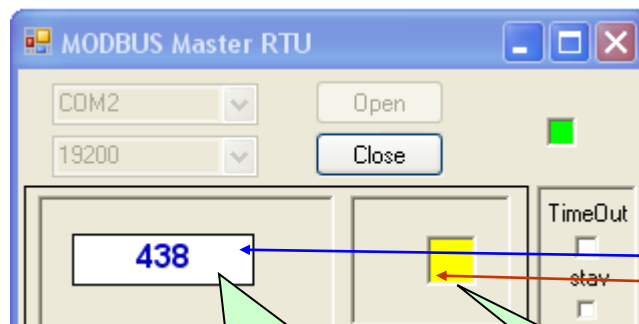 MODBUS Master RTU
COM2
Open
19200
Close
TimeOut
438
stav